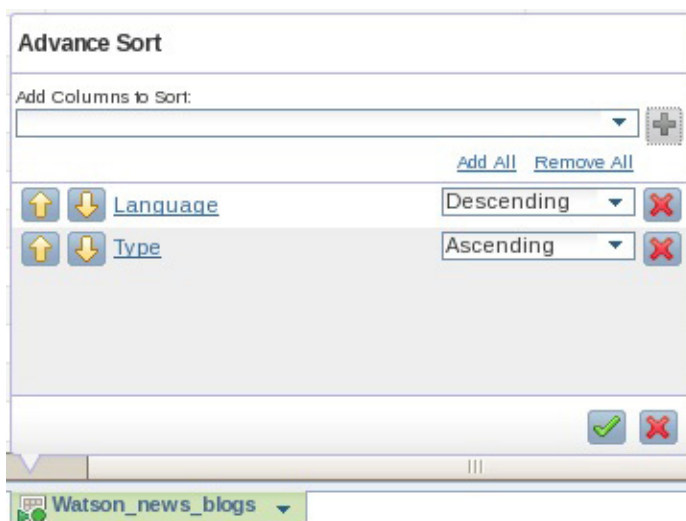 Advance Sort
Add Columns to Sort:
Add All Remove All
Language Descending
Type Ascending
Watson_news_blogs